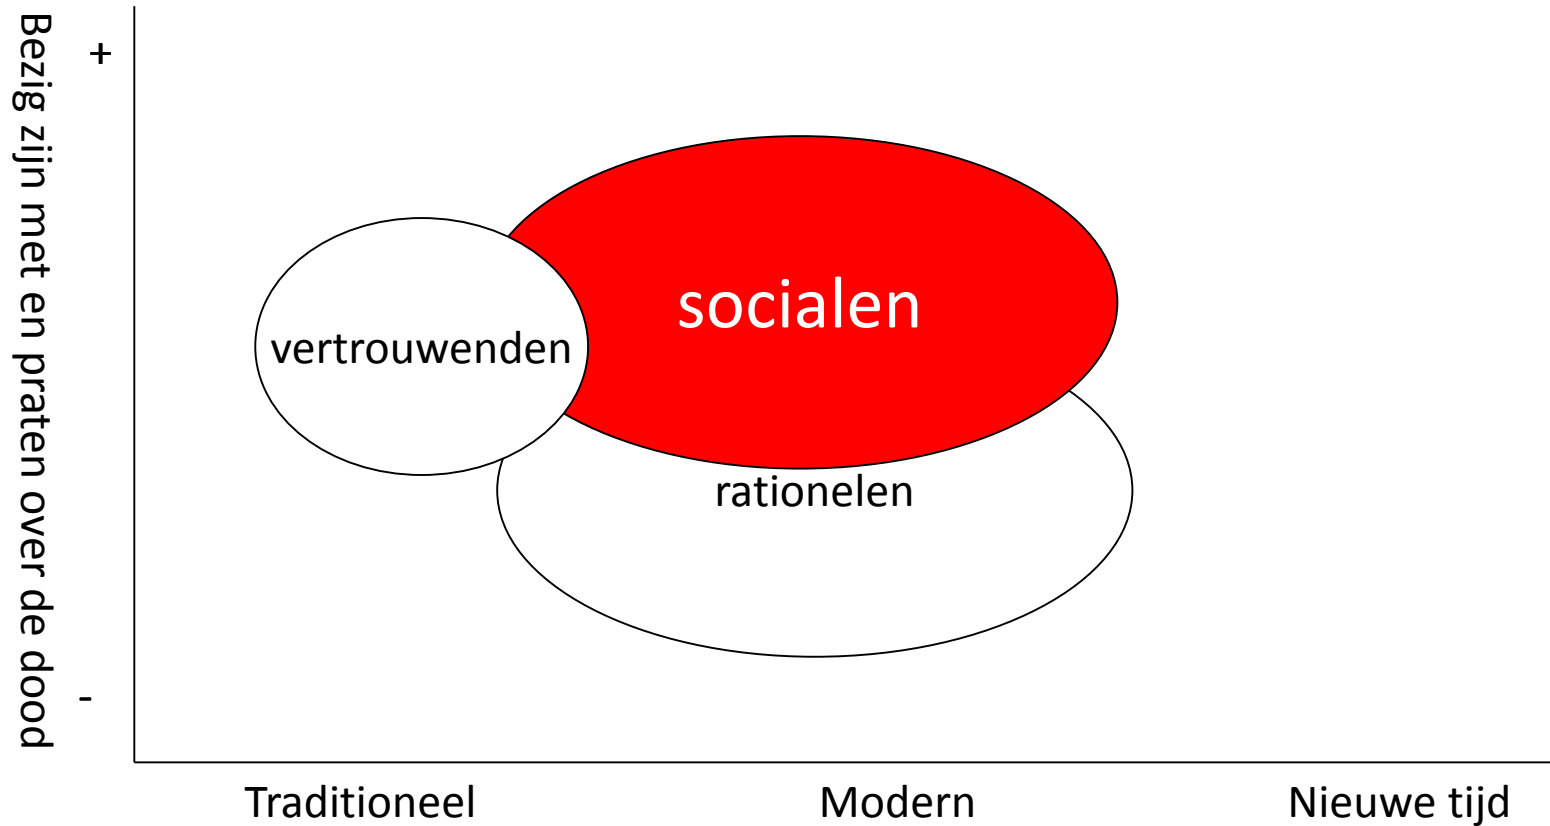 Bezig zijn met en praten over de dood
+
-
vertrouwenden
socialen
rationelen
Traditioneel
Modern
Nieuwe tijd